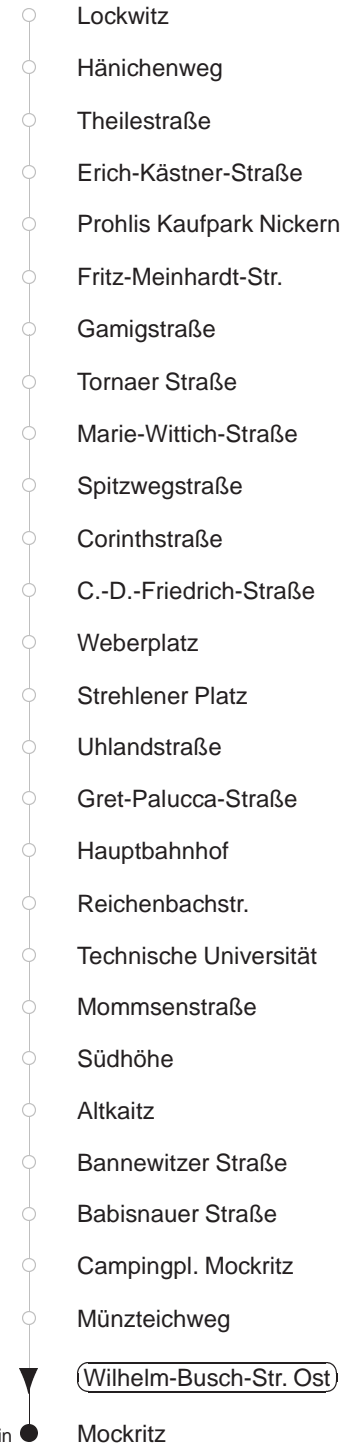 Lockwitz
Hänichenweg
Theilestraße
Erich-Kästner-Straße
Prohlis Kaufpark Nickern
Fritz-Meinhardt-Str.
Gamigstraße
Tornaer Straße
Marie-Wittich-Straße
Spitzwegstraße
Corinthstraße
C.-D.-Friedrich-Straße
Weberplatz
Strehlener Platz
Uhlandstraße
Gret-Palucca-Straße
Hauptbahnhof
Reichenbachstr.
Technische Universität
Mommsenstraße
Südhöhe
Altkaitz
Bannewitzer Straße
Babisnauer Straße
Campingpl. Mockritz
Münzteichweg
Wilhelm-Busch-Str. Ost
Mockritz